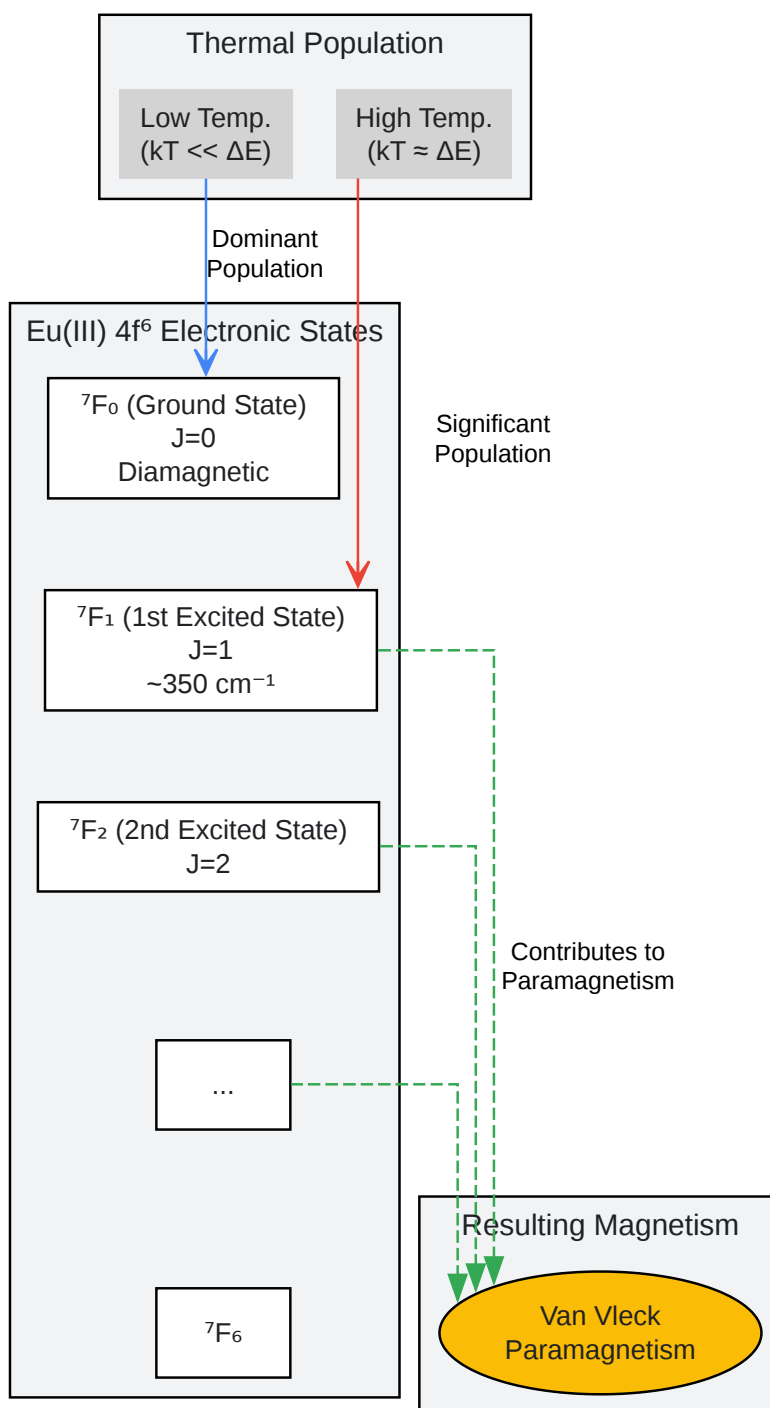 Thermal Population
Low Temp.
(kT << ΔE)
High Temp.
(kT ≈ ΔE)
Dominant
Population
Eu(III) 4f⁶ Electronic States
⁷F₀ (Ground State)
J=0
Diamagnetic
Significant
Population
⁷F₁ (1st Excited State)
J=1
~350 cm⁻¹
⁷F₂ (2nd Excited State)
J=2
Contributes to
Paramagnetism
...
Resulting Magnetism
⁷F₆
Van Vleck
Paramagnetism